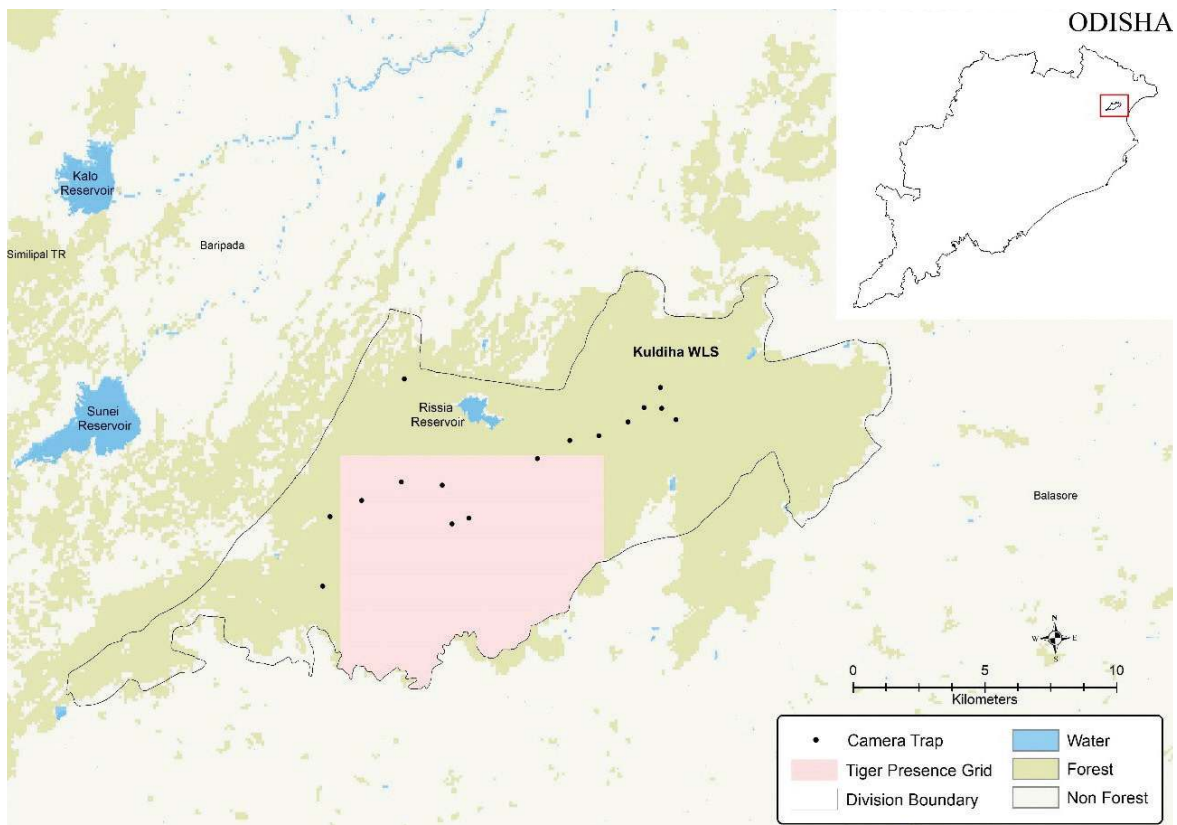 ODISHA
Kalo
Reservoir
Similipal TR
Baripada
Kuldiha WLS
Rissia
Reservoir
Sunei
Reservoir
Balasore
N
W E
S
0 5 10
Kilometers
Camera Trap
Tiger Presence Grid
Division Boundary
Water
Forest
Non Forest